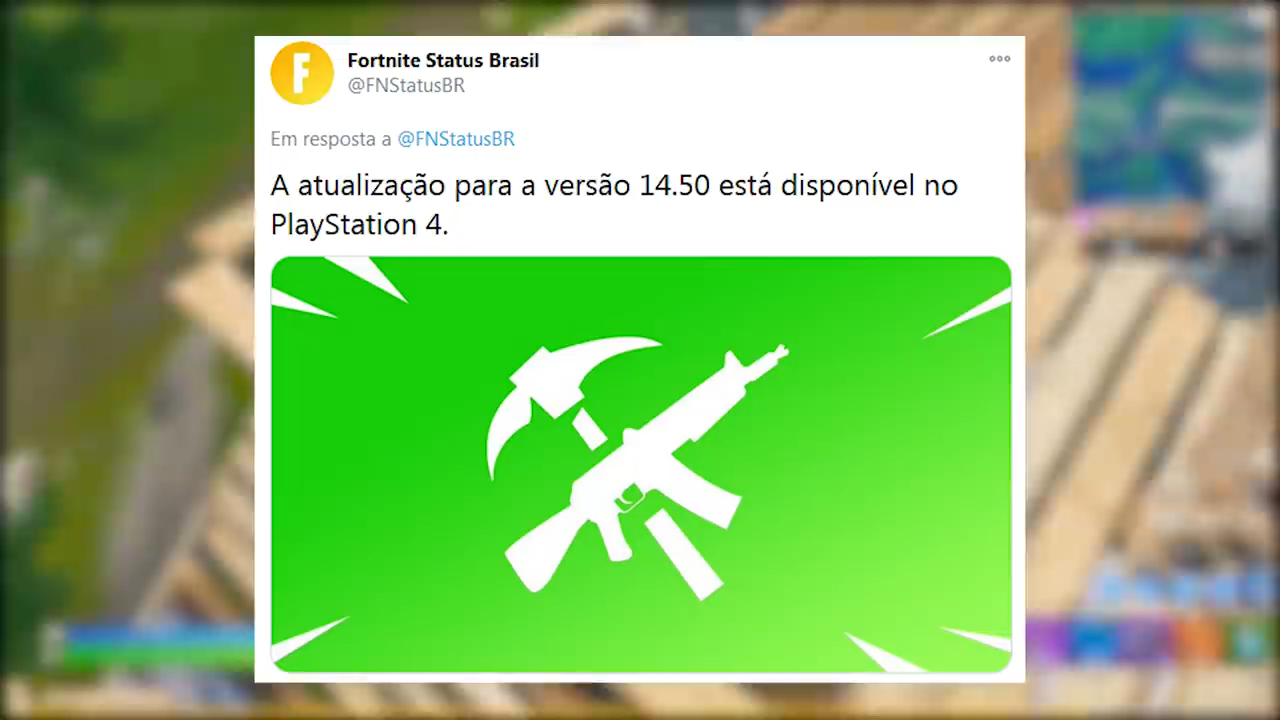 F
Fortnite Status Brasil
@FNStatusBR
Em resposta a @FNStatusBR
A atualização para a versão 14.50 está disponível no
PlayStation 4.